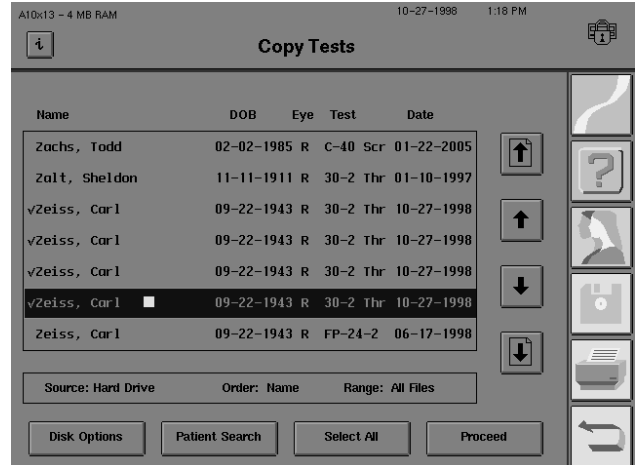 A10x13 - 4 MB RAM 10-27-1998 1:18 PM
i Copy Tests
Name DOB Eye Test Date
Zachs, Todd 02-02-1985 R C-40 Scr 01-22-2005
Zalt, Sheldon 11-11-1911 R 30-2 Thr 01-10-1997
√Zeiss, Carl 09-22-1943 R 30-2 Thr 10-27-1998
√Zeiss, Carl 09-22-1943 R 30-2 Thr 10-27-1998
√Zeiss, Carl 09-22-1943 R 30-2 Thr 10-27-1998
√Zeiss, Carl 09-22-1943 R 30-2 Thr 10-27-1998
Zeiss, Carl 09-22-1943 R FP-24-2 06-17-1998
Source: Hard Drive Order: Name Range: All Files
Disk Options Patient Search Select All Proceed
?